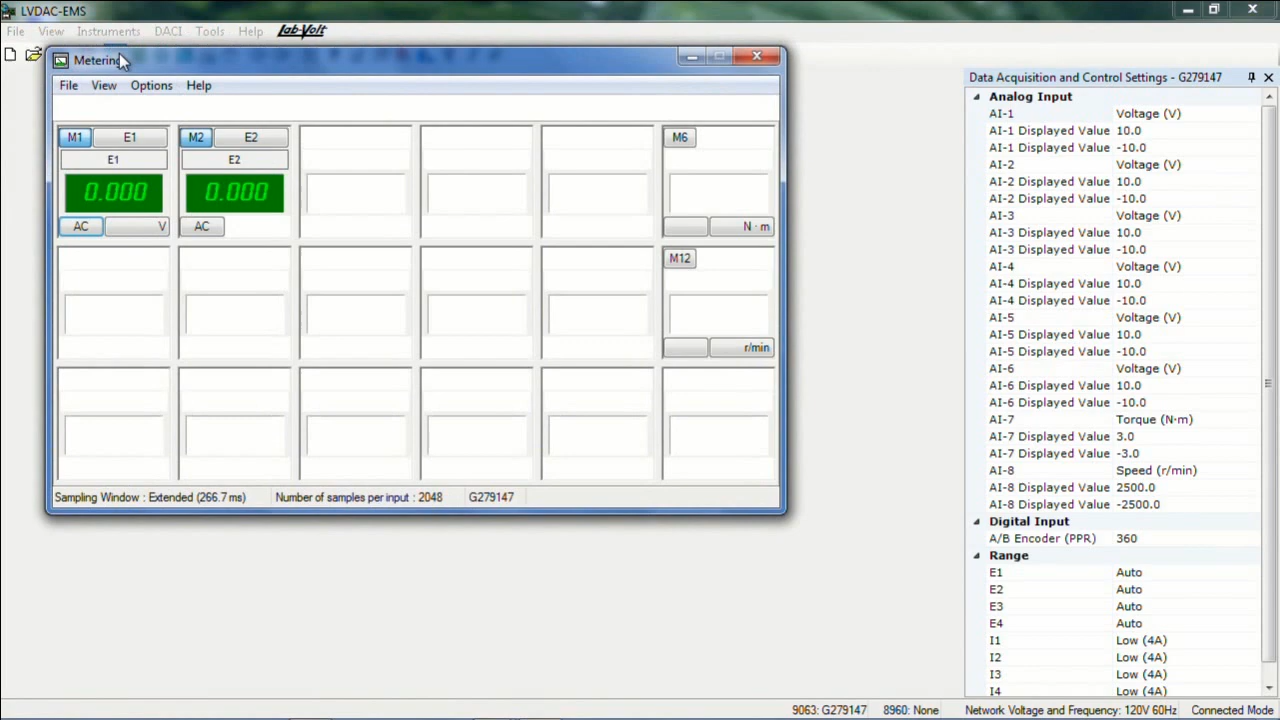 LVDAC-EMS
File View Instruments DACI Tools Help Lab-Volt
Metering
File View Options Help
M1 E1 M2 E2 M6
E1 E2
0.000 0.000
AC V AC N·m
M12
r/min
Sampling Window : Extended (266.7 ms) Number of samples per input : 2048 G279147
Data Acquisition and Control Settings - G279147
Analog Input
AI-1 Voltage (V)
AI-1 Displayed Value 10.0
AI-1 Displayed Value -10.0
AI-2 Voltage (V)
AI-2 Displayed Value 10.0
AI-2 Displayed Value -10.0
AI-3 Voltage (V)
AI-3 Displayed Value 10.0
AI-3 Displayed Value -10.0
AI-4 Voltage (V)
AI-4 Displayed Value 10.0
AI-4 Displayed Value -10.0
AI-5 Voltage (V)
AI-5 Displayed Value 10.0
AI-5 Displayed Value -10.0
AI-6 Voltage (V)
AI-6 Displayed Value 10.0
AI-6 Displayed Value -10.0
AI-7 Torque (N·m)
AI-7 Displayed Value 3.0
AI-7 Displayed Value -3.0
AI-8 Speed (r/min)
AI-8 Displayed Value 2500.0
AI-8 Displayed Value -2500.0
Digital Input
A/B Encoder (PPR) 360
Range
E1 Auto
E2 Auto
E3 Auto
E4 Auto
I1 Low (4A)
I2 Low (4A)
I3 Low (4A)
I4 Low (4A)
9063: G279147 8960: None Network Voltage and Frequency: 120V 60Hz Connected Mode